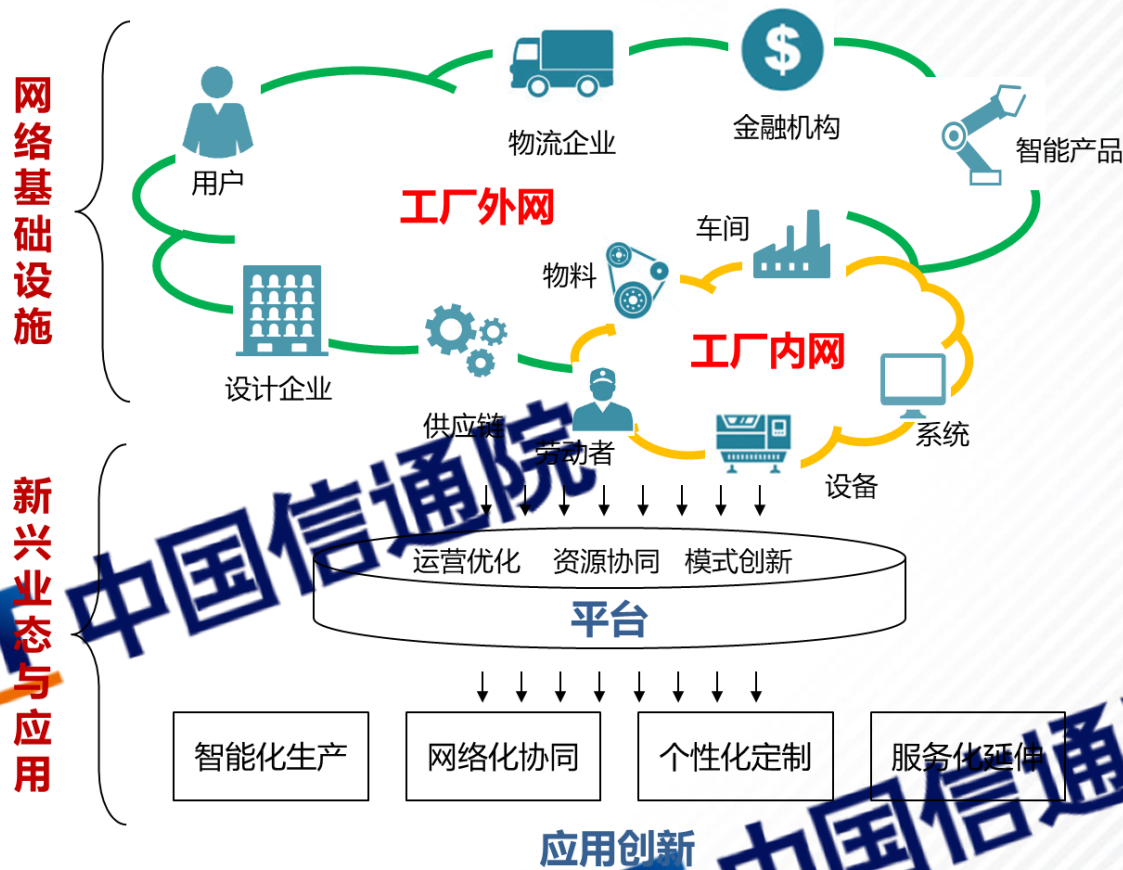 网络基础设施
用户
物流企业
金融机构
智能产品
工厂外网
车间
物料
工厂内网
设计企业
供应链
劳动者
设备
系统
新兴业态与应用
中国信通院
运营优化 资源协同 模式创新
平台
智能化生产
网络化协同
个性化定制
服务化延伸
应用创新
中国信通